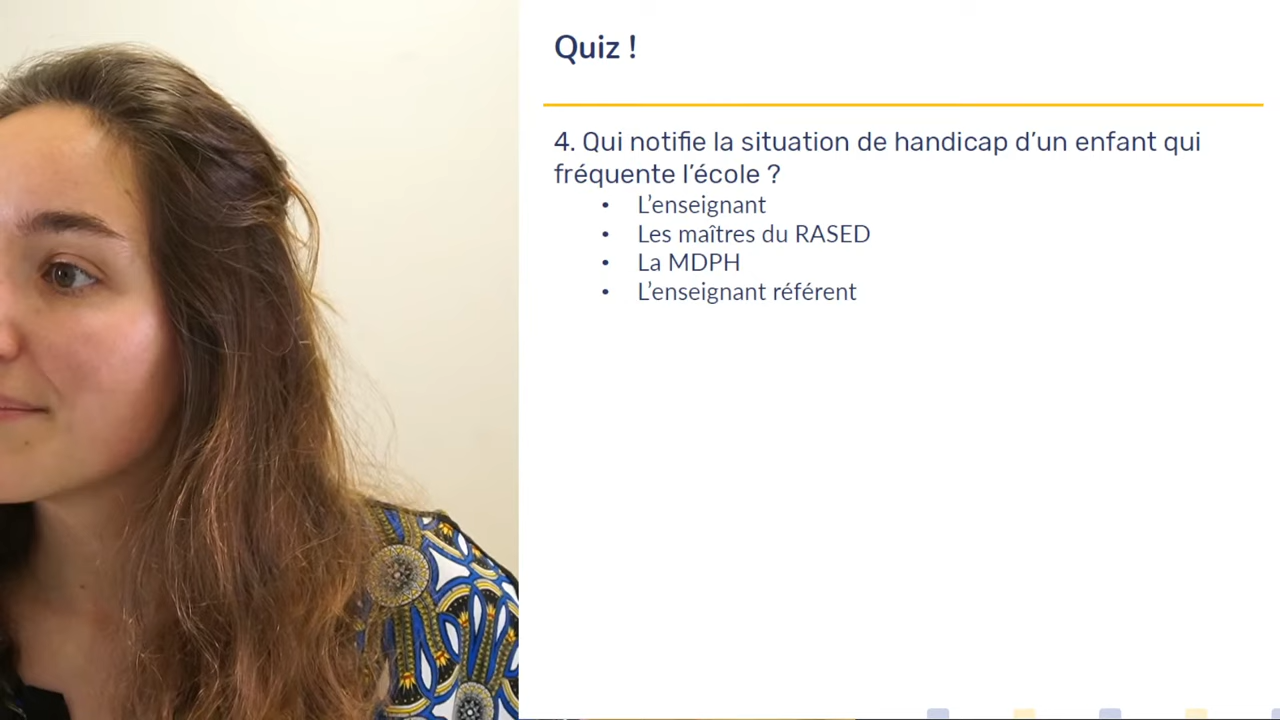 Quiz !
4. Qui notifie la situation de handicap d’un enfant qui
fréquente l’école ?
• L’enseignant
• Les maîtres du RASED
• La MDPH
• L’enseignant référent